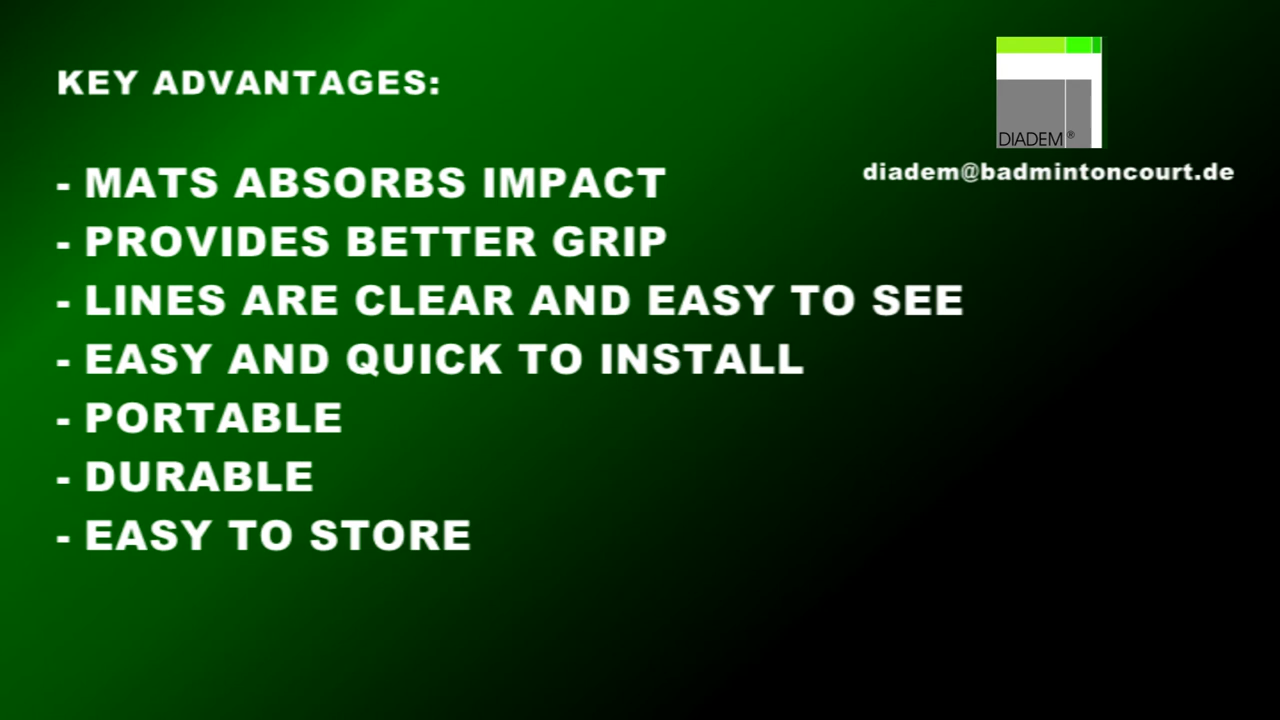 KEY ADVANTAGES:
DIADEM®
diadem@badmintoncourt.de
- MATS ABSORBS IMPACT
- PROVIDES BETTER GRIP
- LINES ARE CLEAR AND EASY TO SEE
- EASY AND QUICK TO INSTALL
- PORTABLE
- DURABLE
- EASY TO STORE